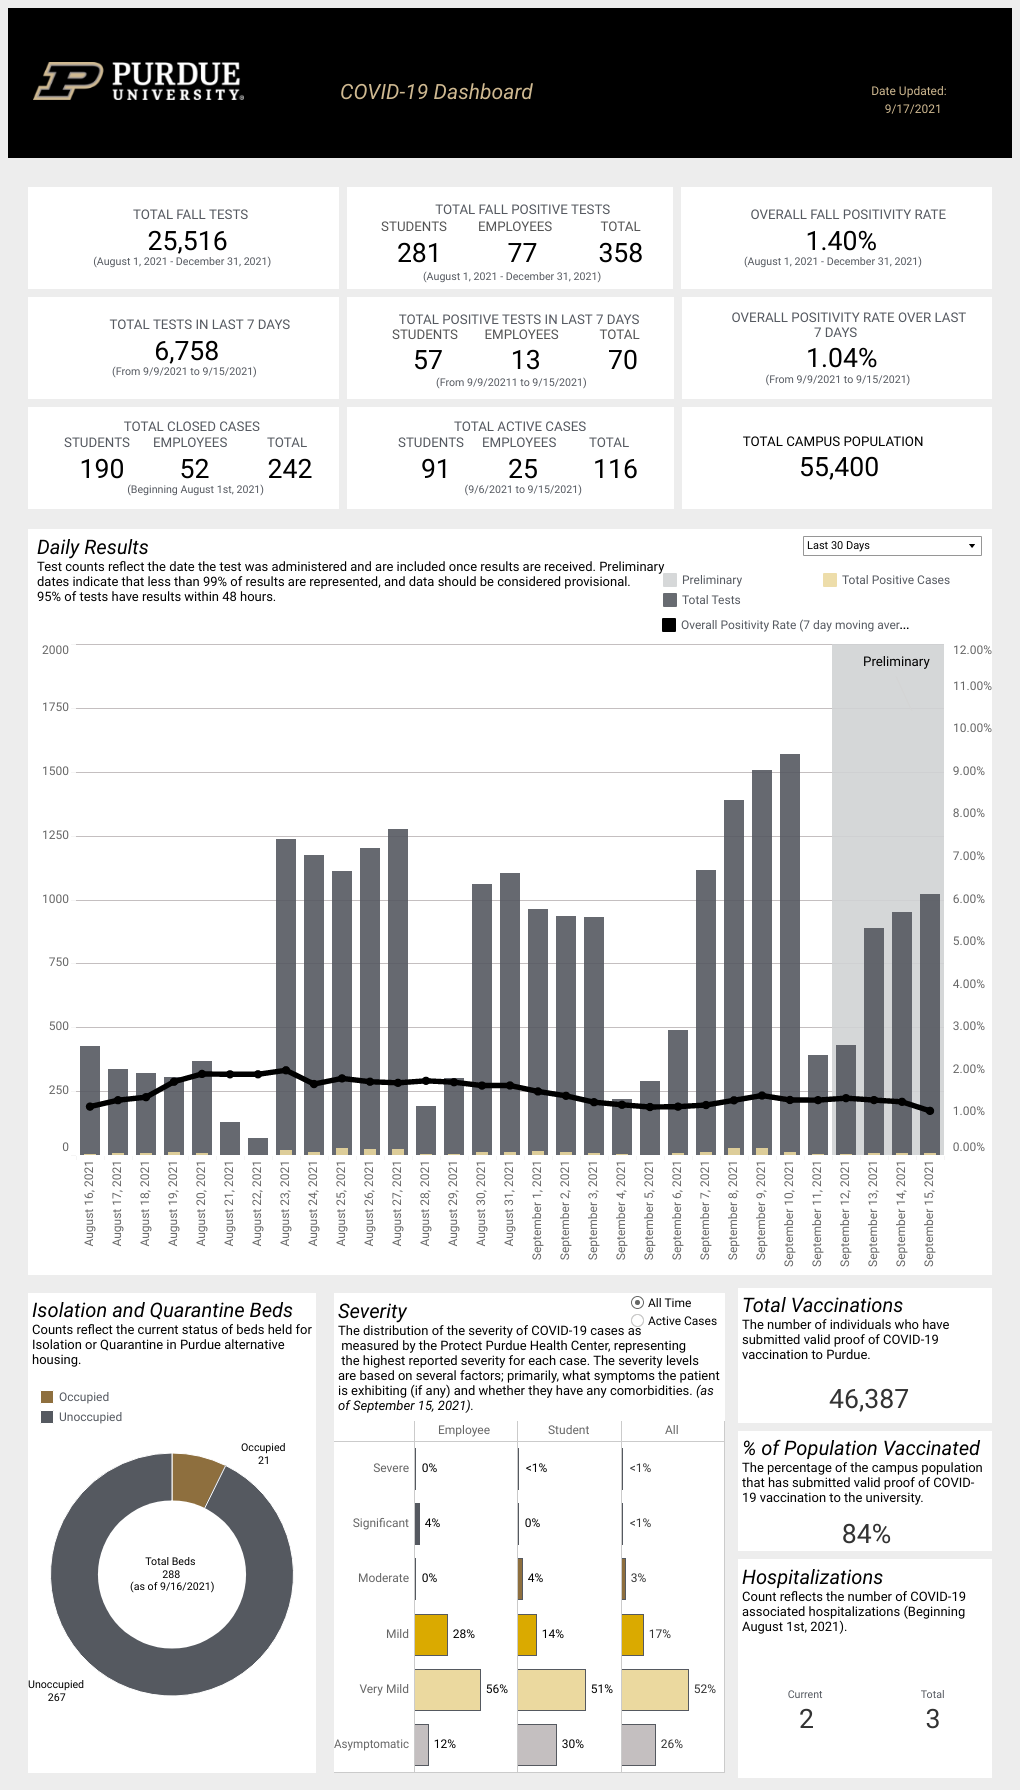 PURDUE
UNIVERSITY®
COVID-19 Dashboard
Date Updated:
9/17/2021
TOTAL FALL TESTS
25,516
(August 1, 2021 - December 31, 2021)
TOTAL FALL POSITIVE TESTS
STUDENTS EMPLOYEES TOTAL
281 77 358
(August 1, 2021 - December 31, 2021)
OVERALL FALL POSITIVITY RATE
1.40%
(August 1, 2021 - December 31, 2021)
TOTAL TESTS IN LAST 7 DAYS
6,758
(From 9/9/2021 to 9/15/2021)
TOTAL POSITIVE TESTS IN LAST 7 DAYS
STUDENTS EMPLOYEES TOTAL
57 13 70
(From 9/9/20211 to 9/15/2021)
OVERALL POSITIVITY RATE OVER LAST
7 DAYS
1.04%
(From 9/9/2021 to 9/15/2021)
TOTAL CLOSED CASES
STUDENTS EMPLOYEES TOTAL
190 52 242
(Beginning August 1st, 2021)
TOTAL ACTIVE CASES
STUDENTS EMPLOYEES TOTAL
91 25 116
(9/6/2021 to 9/15/2021)
TOTAL CAMPUS POPULATION
55,400
Daily Results
Test counts reflect the date the test was administered and are included once results are received. Preliminary
dates indicate that less than 99% of results are represented, and data should be considered provisional.
95% of tests have results within 48 hours.
Last 30 Days
Preliminary
Total Positive Cases
Total Tests
Overall Positivity Rate (7 day moving aver...
Preliminary
2000
1750
1500
1250
1000
750
500
250
0
12.00%
11.00%
10.00%
9.00%
8.00%
7.00%
6.00%
5.00%
4.00%
3.00%
2.00%
1.00%
0.00%
August 16, 2021
August 17, 2021
August 18, 2021
August 19, 2021
August 20, 2021
August 21, 2021
August 22, 2021
August 23, 2021
August 24, 2021
August 25, 2021
August 26, 2021
August 27, 2021
August 28, 2021
August 29, 2021
August 30, 2021
August 31, 2021
September 1, 2021
September 2, 2021
September 3, 2021
September 4, 2021
September 5, 2021
September 6, 2021
September 7, 2021
September 8, 2021
September 9, 2021
September 10, 2021
September 11, 2021
September 12, 2021
September 13, 2021
September 14, 2021
September 15, 2021
Isolation and Quarantine Beds
Counts reflect the current status of beds held for
Isolation or Quarantine in Purdue alternative
housing.
Occupied
Unoccupied
Occupied
21
Total Beds
288
(as of 9/16/2021)
Unoccupied
267
Severity
All Time
Active Cases
The distribution of the severity of COVID-19 cases as
measured by the Protect Purdue Health Center, representing
the highest reported severity for each case. The severity levels
are based on several factors; primarily, what symptoms the patient
is exhibiting (if any) and whether they have any comorbidities. (as
of September 15, 2021).
Employee Student All
Severe 0% <1% <1%
Significant 4% 0% <1%
Moderate 0% 4% 3%
Mild 28% 14% 17%
Very Mild 56% 51% 52%
Asymptomatic 12% 30% 26%
Total Vaccinations
The number of individuals who have
submitted valid proof of COVID-19
vaccination to Purdue.
46,387
% of Population Vaccinated
The percentage of the campus population
that has submitted valid proof of COVID-
19 vaccination to the university.
84%
Hospitalizations
Count reflects the number of COVID-19
associated hospitalizations (Beginning
August 1st, 2021).
Current Total
2 3